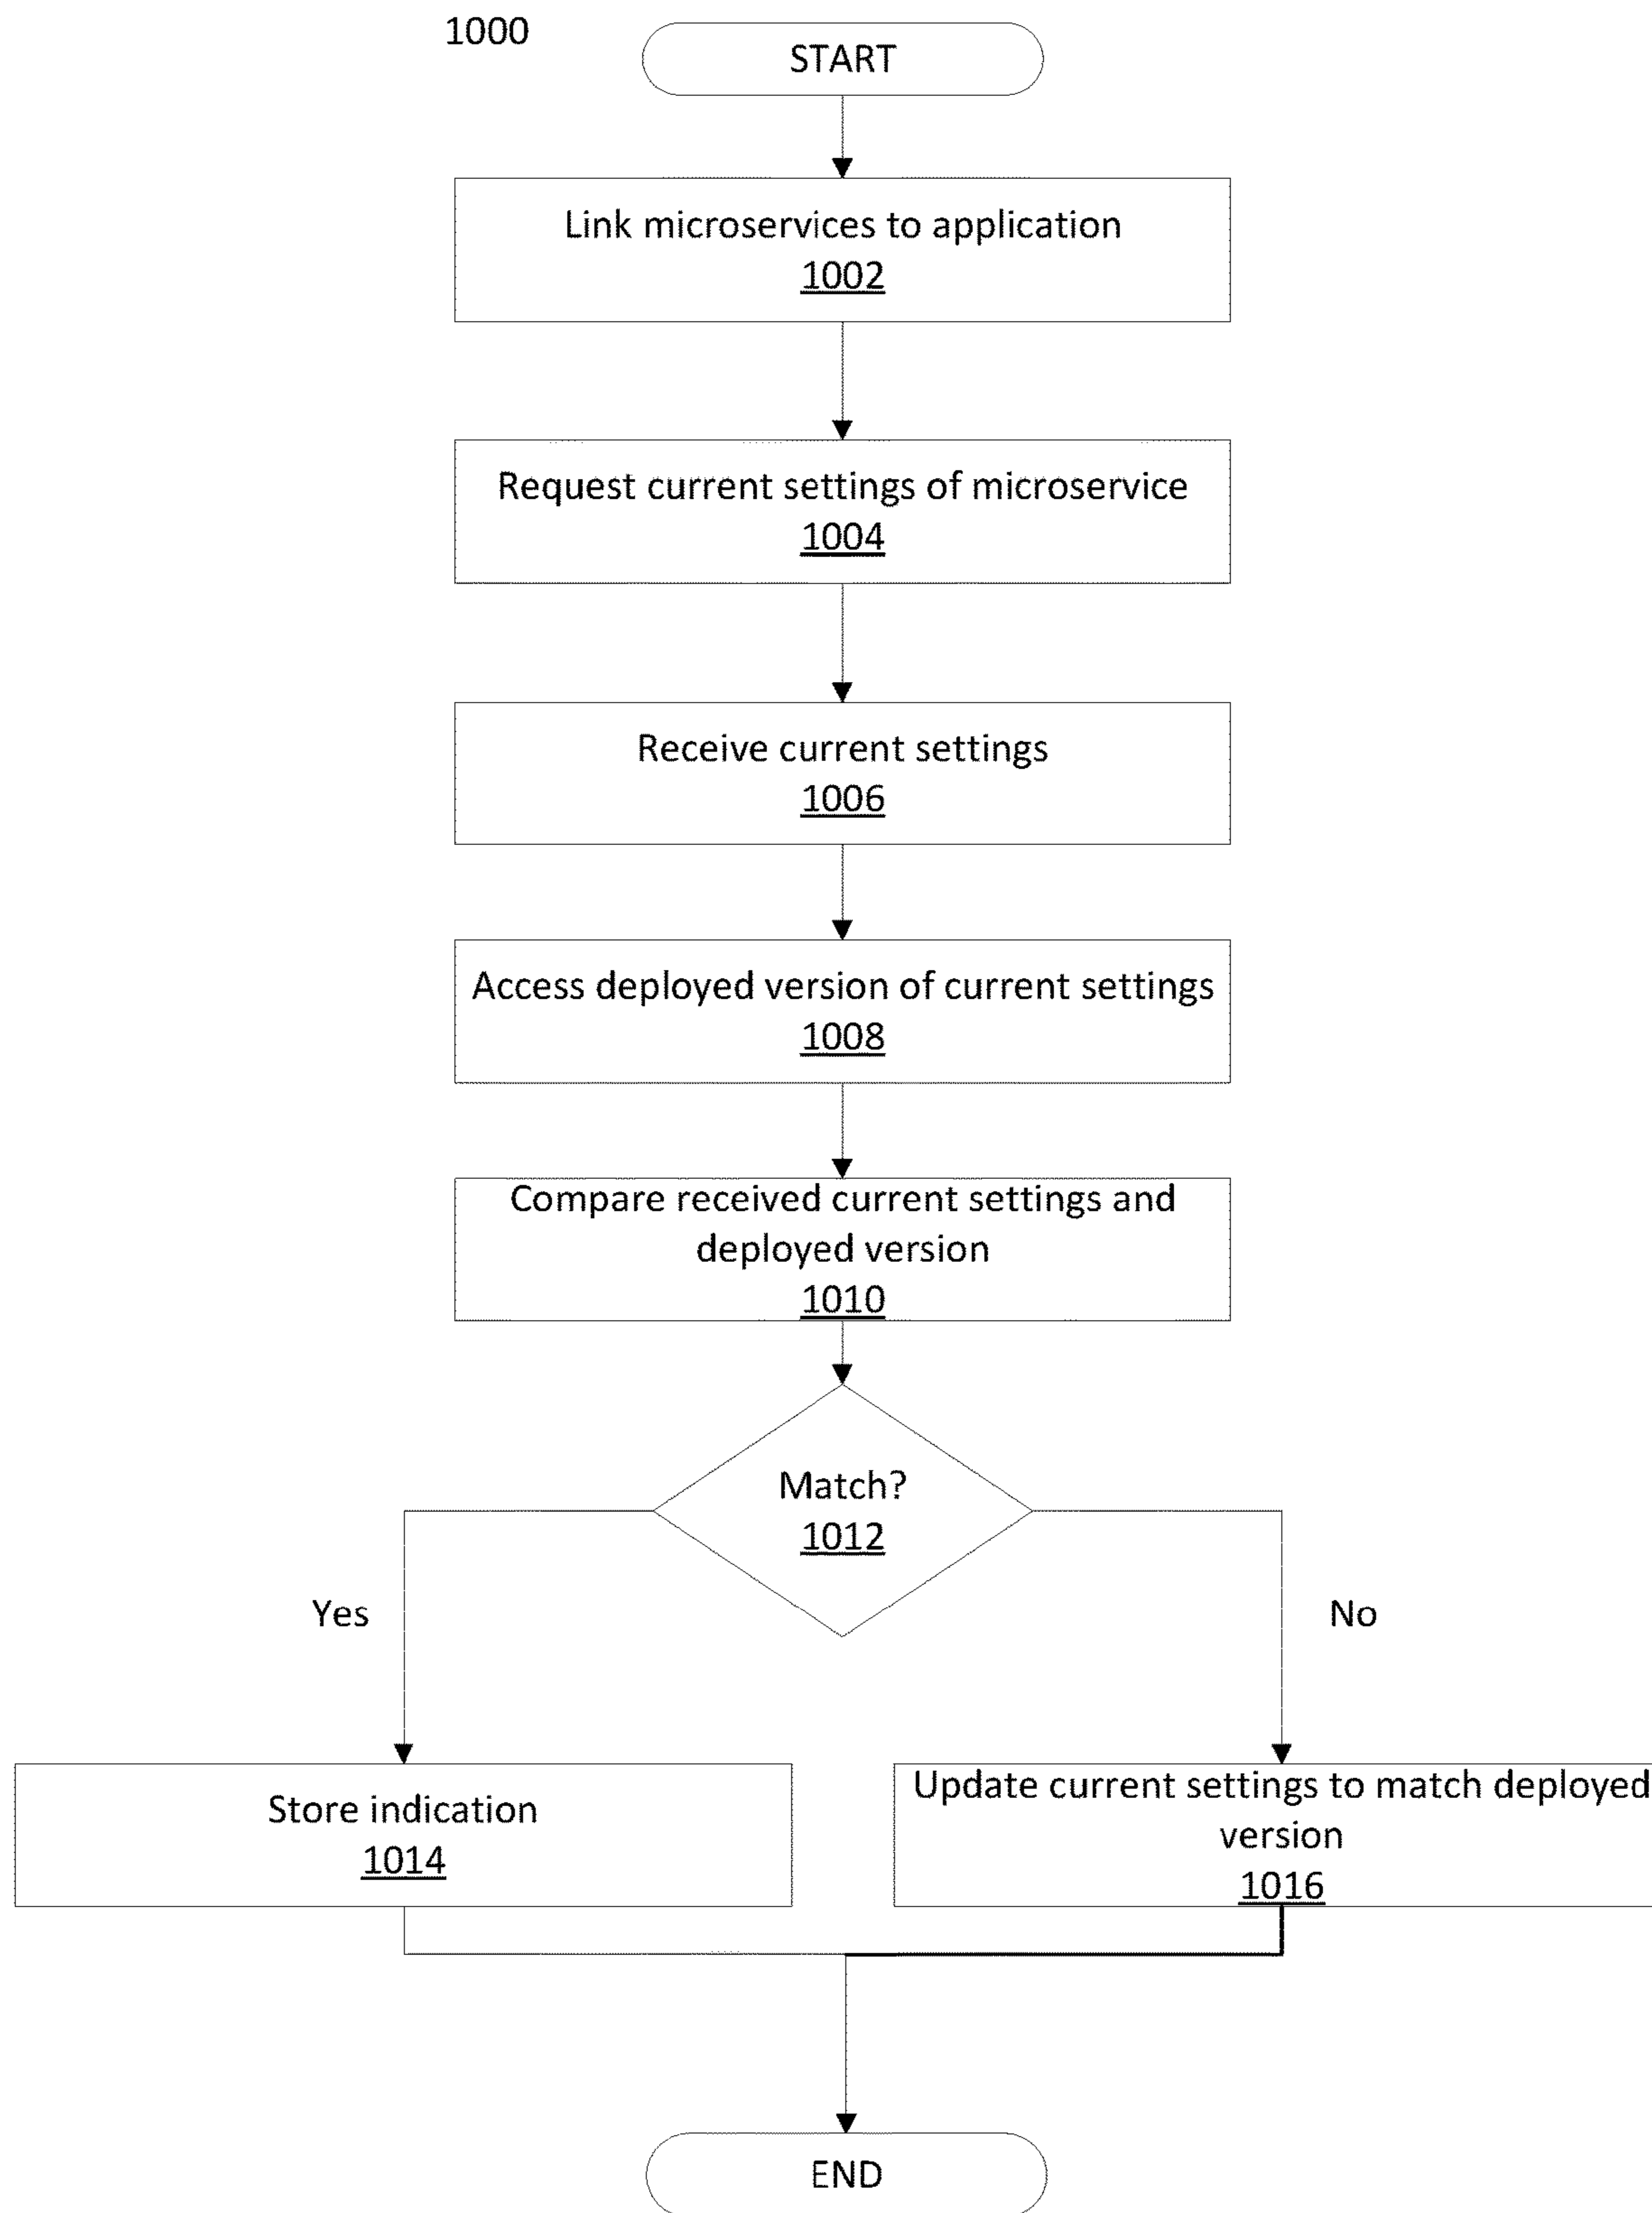 1000
START
Link microservices to application
1002
Request current settings of microservice
1004
Receive current settings
1006
Access deployed version of current settings
1008
Compare received current settings and
deployed version
1010
Match?
1012
Yes
No
Store indication
1014
Update current settings to match deployed
version
1016
END